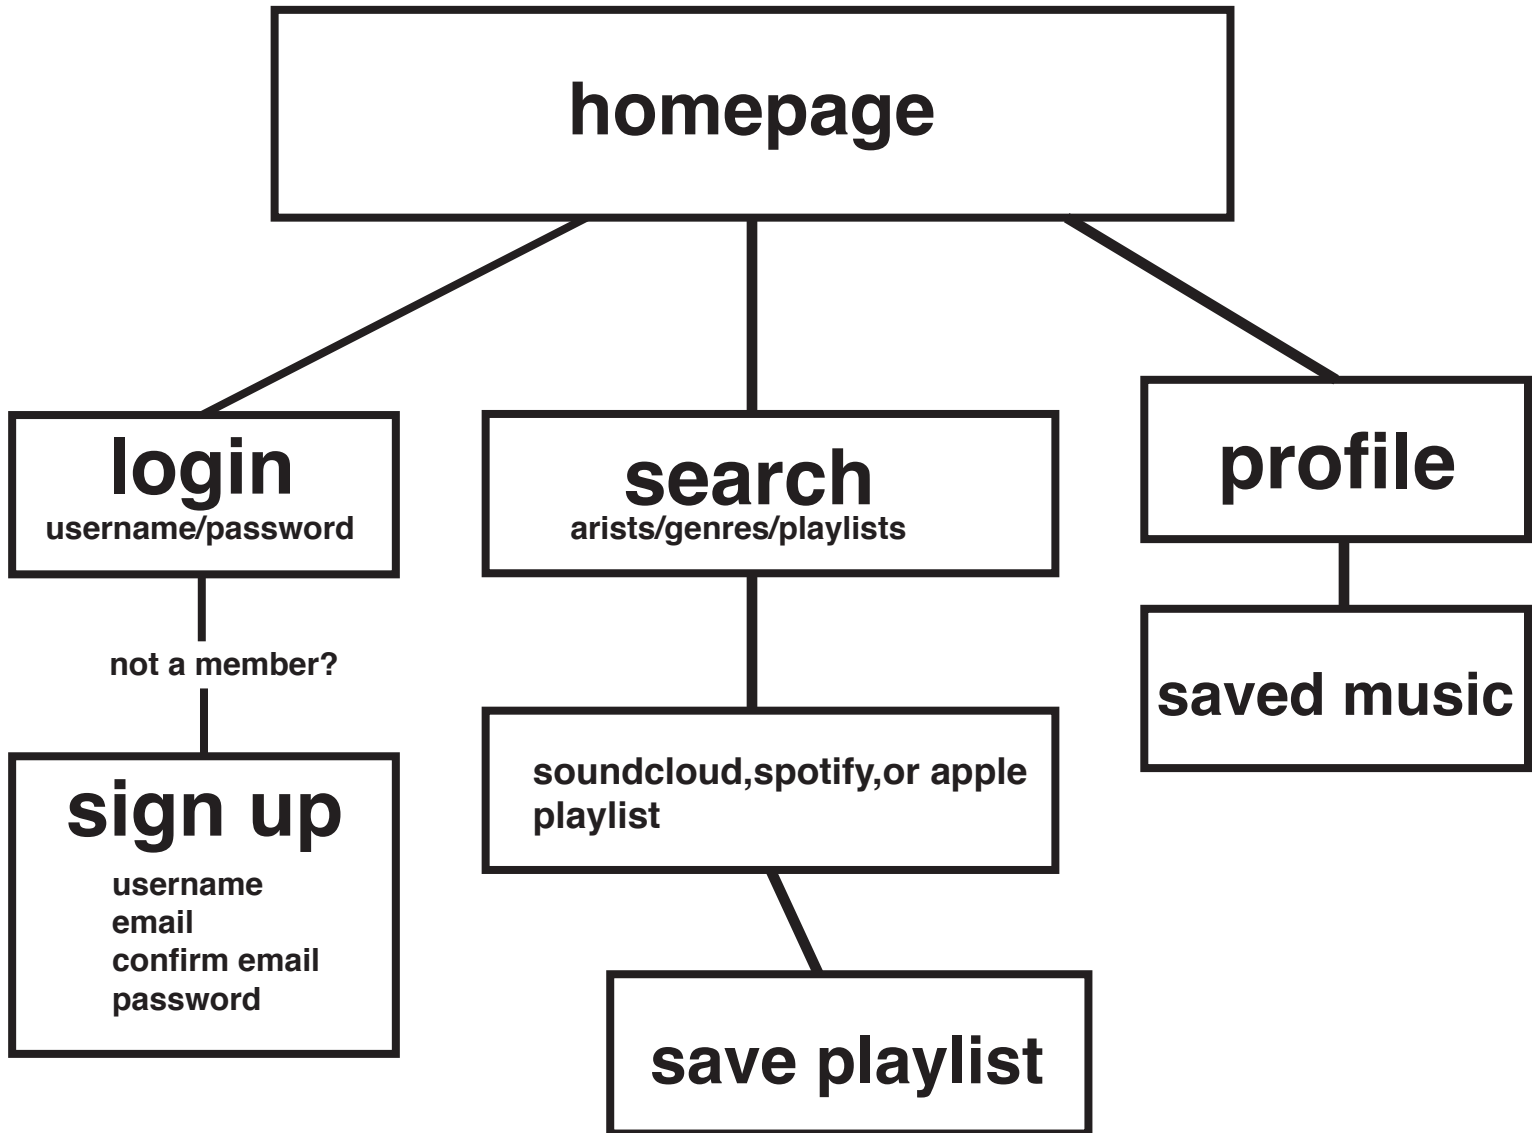 homepage
login
username/password
not a member?
sign up
username
email
confirm email
password
search
arists/genres/playlists
soundcloud,spotify,or apple
playlist
save playlist
profile
saved music